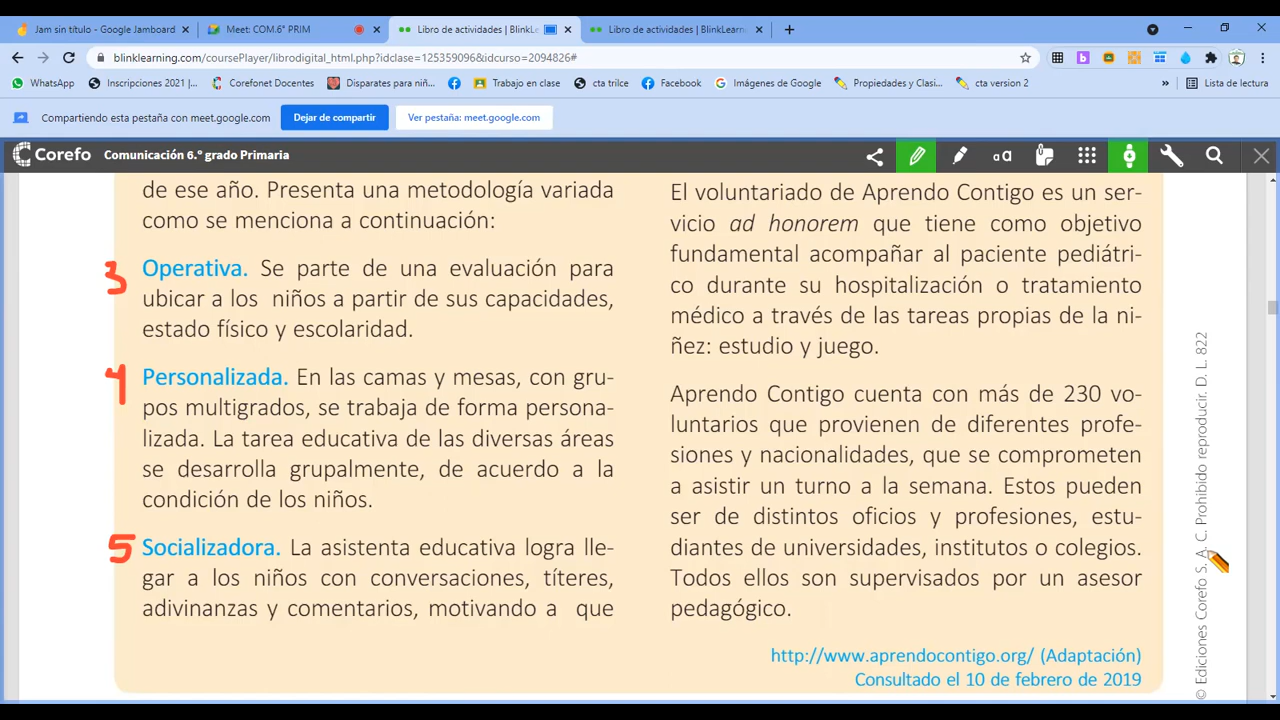 Jam sin título - Google Jamboard
Meet: COM.6° PRIM
Libro de actividades | BlinkLe
Libro de actividades | BlinkLearn
blinklearning.com/coursePlayer/librodigital_html.php?idclase=125359096&idcurso=2094826#
WhatsApp
Inscripciones 2021 |...
Corefonet Docentes
Disparates para niñ...
Trabajo en clase
cta trilce
Facebook
Imágenes de Google
Propiedades y Clasi...
cta version 2
»
Lista de lectura
Compartiendo esta pestaña con meet.google.com
Dejar de compartir
Ver pestaña: meet.google.com
Corefo
Comunicación 6.° grado Primaria
aA
de ese año. Presenta una metodología variada
como se menciona a continuación:
3 Operativa. Se parte de una evaluación para
ubicar a los niños a partir de sus capacidades,
estado físico y escolaridad.
4 Personalizada. En las camas y mesas, con gru-
pos multigrados, se trabaja de forma persona-
lizada. La tarea educativa de las diversas áreas
se desarrolla grupalmente, de acuerdo a la
condición de los niños.
5 Socializadora. La asistenta educativa logra lle-
gar a los niños con conversaciones, títeres,
adivinanzas y comentarios, motivando a que
El voluntariado de Aprendo Contigo es un ser-
vicio ad honorem que tiene como objetivo
fundamental acompañar al paciente pediátri-
co durante su hospitalización o tratamiento
médico a través de las tareas propias de la ni-
ñez: estudio y juego.
Aprendo Contigo cuenta con más de 230 vo-
luntarios que provienen de diferentes profe-
siones y nacionalidades, que se comprometen
a asistir un turno a la semana. Estos pueden
ser de distintos oficios y profesiones, estu-
diantes de universidades, institutos o colegios.
Todos ellos son supervisados por un asesor
pedagógico.
http://www.aprendocontigo.org/ (Adaptación)
Consultado el 10 de febrero de 2019
© Ediciones Corefo S. A. C. Prohibido reproducir. D. L. 822